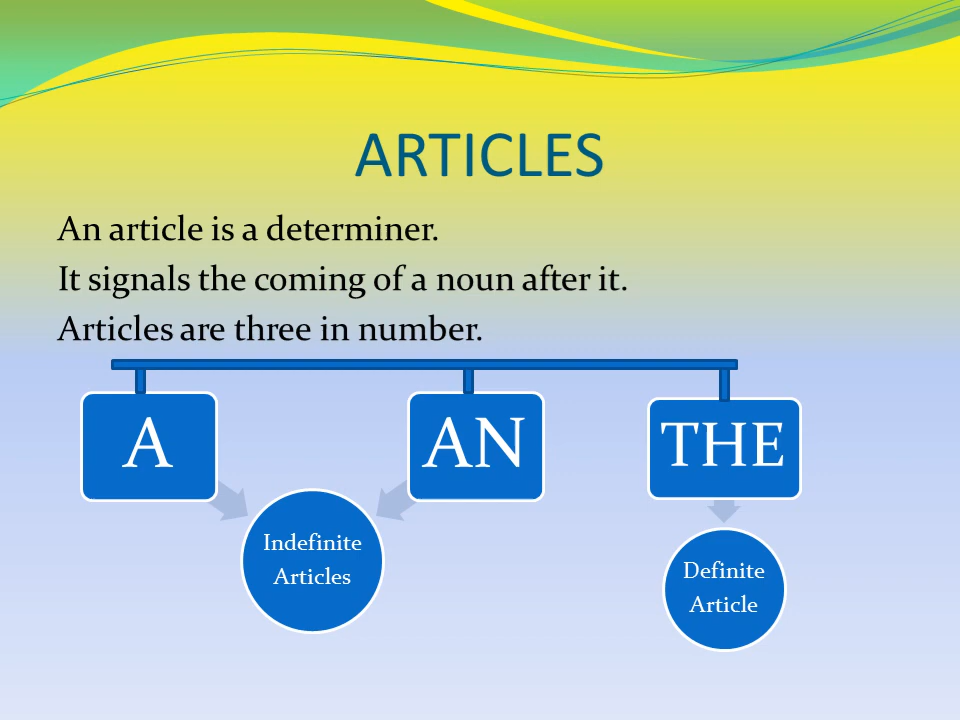 ARTICLES
An article is a determiner.
It signals the coming of a noun after it.
Articles are three in number.
A
AN
THE
Indefinite
Articles
Definite
Article